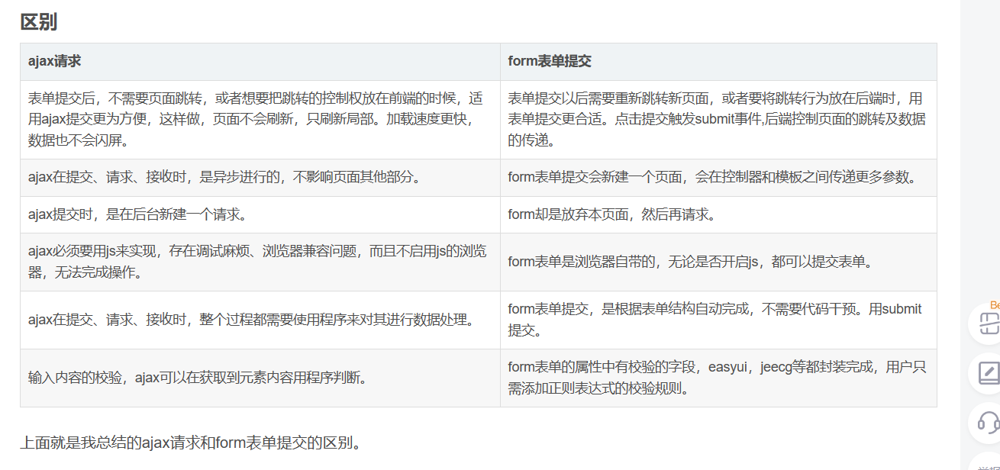 区别
ajax请求
form表单提交
表单提交后，不需要页面跳转，或者想要把跳转的控制权放在前端的时候，适
用ajax提交更为方便，这样做，页面不会刷新，只刷新局部。加载速度更快，
数据也不会闪屏。
表单提交以后需要重新跳转新页面，或者要将跳转行为放在后端时，用
表单提交更合适。点击提交触发submit事件,后端控制页面的跳转及数据
的传递。
ajax在提交、请求、接收时，是异步进行的，不影响页面其他部分。
form表单提交会新建一个页面，会在控制器和模板之间传递更多参数。
ajax提交时，是在后台新建一个请求。
form却是放弃本页面，然后再请求。
ajax必须要用js来实现，存在调试麻烦、浏览器兼容问题，而且不启用js的浏览
器，无法完成操作。
form表单是浏览器自带的，无论是否开启js，都可以提交表单。
ajax在提交、请求、接收时，整个过程都需要使用程序来对其进行数据处理。
form表单提交，是根据表单结构自动完成，不需要代码干预。用submit
提交。
输入内容的校验，ajax可以在获取到元素内容用程序判断。
form表单的属性中有校验的字段，easyui，jeecg等都封装完成，用户只
需添加正则表达式的校验规则。
上面就是我总结的ajax请求和form表单提交的区别。